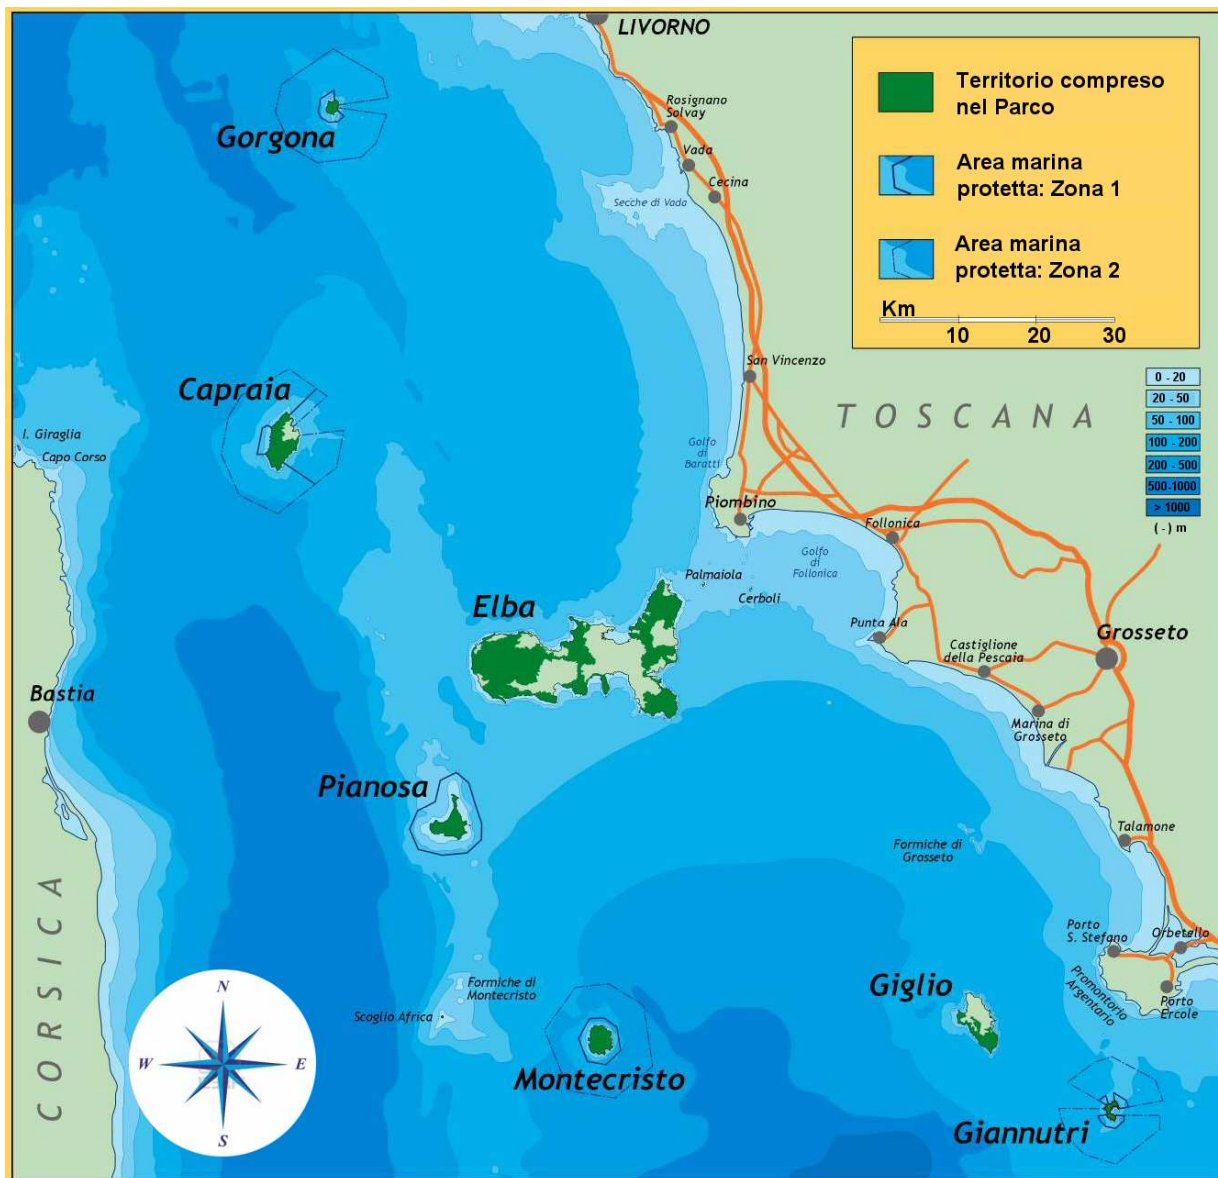 LIVORNO
Gorgona
Rosignano
Solvay
Vada
Cecina
Secche di Vada
Territorio compreso
nel Parco
Area marina
protetta: Zona 1
Area marina
protetta: Zona 2
Km
10 20 30
San Vincenzo
Capraia
I. Giraglia
Capo Corso
TOSCANA
0 - 20
20 - 50
50 - 100
100 - 200
200 - 500
500-1000
> 1000
( - ) m
Golfo
di
Baratti
Piombino
Follonica
Golfo
di
Follonica
Palmaiola
Cerboli
Elba
Punta Ala
Castiglione
della Pescaia
Grosseto
Marina di
Grosseto
Bastia
Pianosa
Formiche di
Grosseto
Talamone
CORSICA
Porto
S. Stefano
Orbetello
Promontorio
Argentario
Porto
Ercole
Formiche di
Montecristo
Scoglio Africa
Giglio
Montecristo
Giannutri
N
W E
S